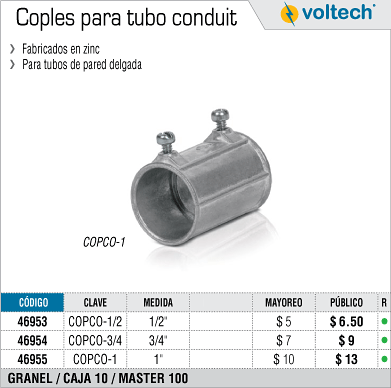 Coples para tubo conduit
voltech®
❯ Fabricados en zinc
❯ Para tubos de pared delgada
COPCO-1
CÓDIGO CLAVE MEDIDA MAYOREO PÚBLICO R
46953 COPCO-1/2 1/2" $ 5 $ 6.50 ●
46954 COPCO-3/4 3/4" $ 7 $ 9 ●
46955 COPCO-1 1" $ 10 $ 13 ●
GRANEL / CAJA 10 / MASTER 100